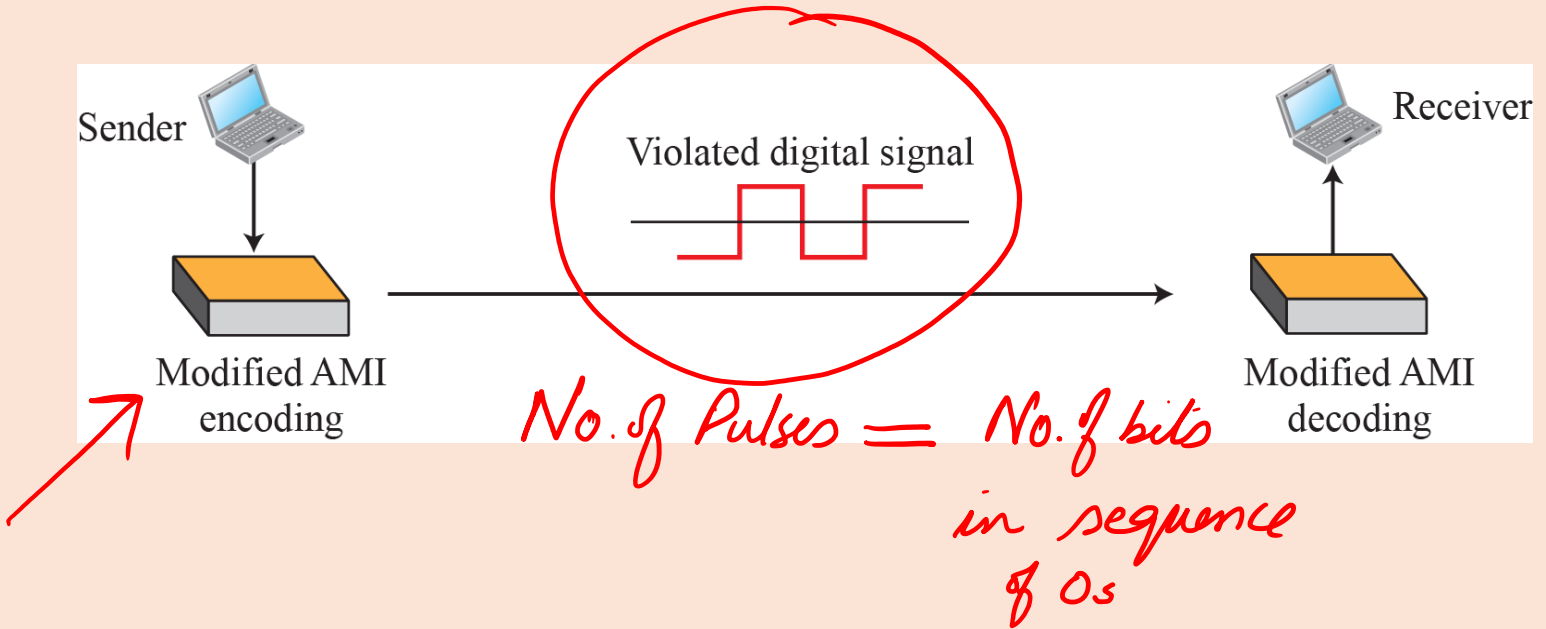 Sender
Receiver
Violated digital signal
Modified AMI
encoding
Modified AMI
decoding
No. of Pulses = No. of bits
in sequence
of 0s